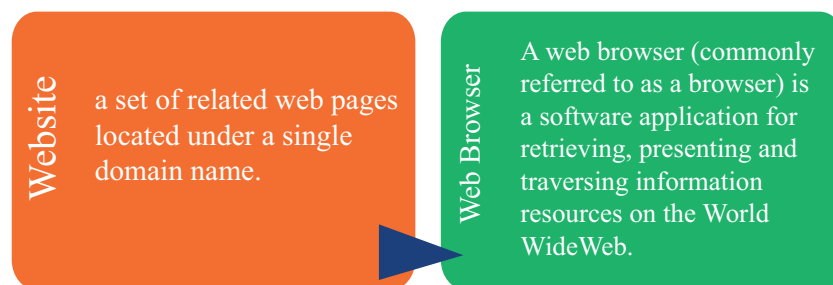 Website
a set of related web pages
located under a single
domain name.
Web Browser
A web browser (commonly
referred to as a browser) is
a software application for
retrieving, presenting and
traversing information
resources on the World
WideWeb.